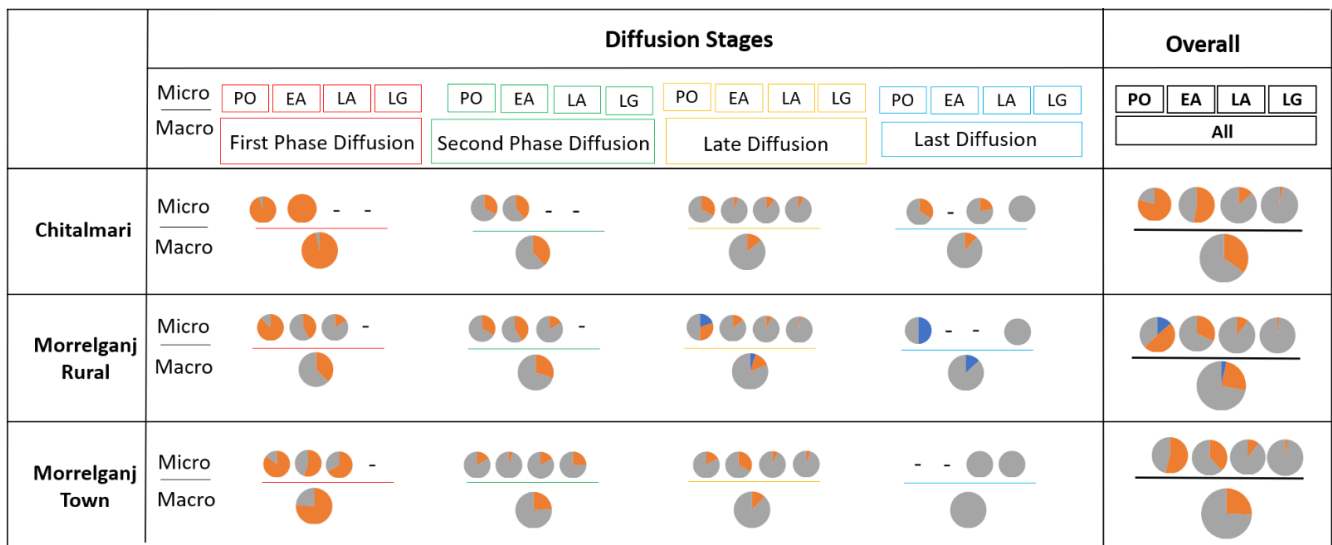 Diffusion Stages
Overall
Micro
Macro
PO EA LA LG
First Phase Diffusion
PO EA LA LG
Second Phase Diffusion
PO EA LA LG
Late Diffusion
PO EA LA LG
Last Diffusion
PO EA LA LG
All
Chitalmari
Micro
- -
- -
-
Macro
Morrelganj
Rural
Micro
-
-
- -
Macro
Morrelganj
Town
Micro
-
- -
Macro